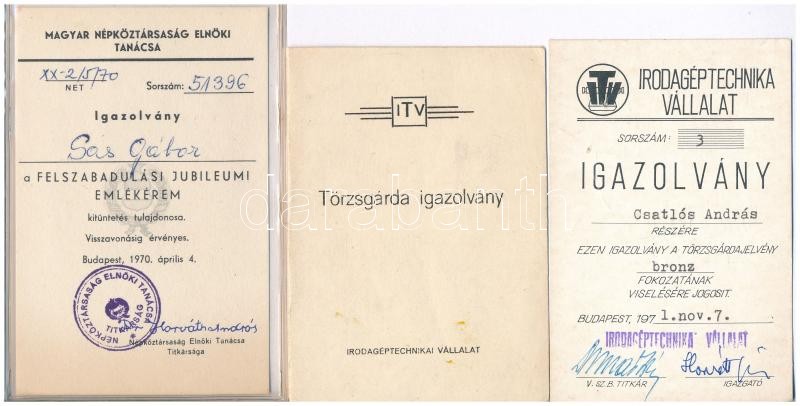 MAGYAR NÉPKÖZTÁRSASÁG ELNÖKI
TANÁCSA
XX-2/5/70
NET
Sorszám: 51396
Igazolvány
Sós Gábor
a FELSZABADULÁSI JUBILEUMI
EMLÉKÉREM
kitüntetés tulajdonosa.
Visszavonásig érvényes.
Budapest, 1970. április 4.
NÉPKÖZTÁRSASÁG ELNÖKI TANÁCSA
TITKÁRSÁG
Horváth András
Népköztársaság Elnöki Tanácsa
Titkársága
ITV
Törzsgárda igazolvány
IRODAGÉPTECHNIKAI VÁLLALAT
ITV
IRODAGÉPTECHNIKA
VÁLLALAT
SORSZÁM: 3
IGAZOLVÁNY
Csatlós András
RÉSZÉRE
EZEN IGAZOLVÁNY A TÖRZSGÁRDAJELVÉNY
bronz
FOKOZATÁNAK
VISELÉSÉRE JOGOSIT.
BUDAPEST, 197 1.nov.7.
IRODAGÉPTECHNIKA VÁLLALAT
V. SZ. B. TITKÁR
IGAZGATÓ
darabanth